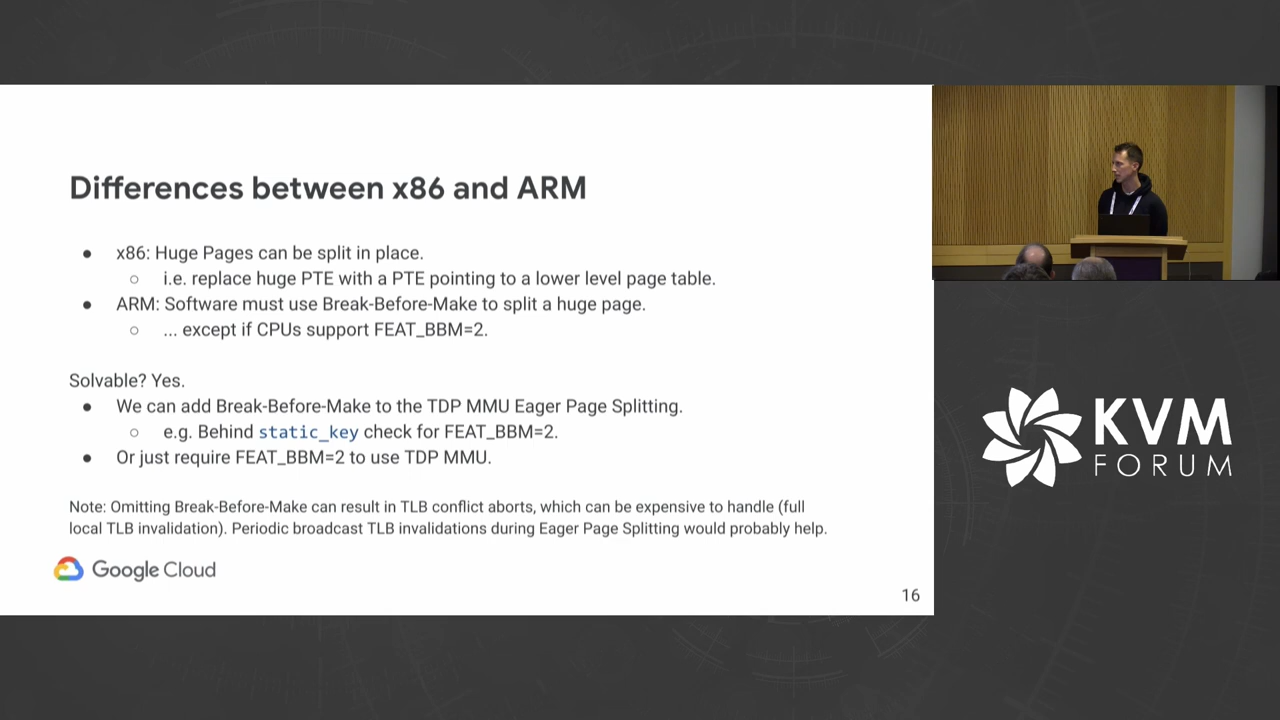 Differences between x86 and ARM
● x86: Huge Pages can be split in place.
○ i.e. replace huge PTE with a PTE pointing to a lower level page table.
● ARM: Software must use Break-Before-Make to split a huge page.
○ ... except if CPUs support FEAT_BBM=2.
Solvable? Yes.
● We can add Break-Before-Make to the TDP MMU Eager Page Splitting.
○ e.g. Behind static_key check for FEAT_BBM=2.
● Or just require FEAT_BBM=2 to use TDP MMU.
Note: Omitting Break-Before-Make can result in TLB conflict aborts, which can be expensive to handle (full
local TLB invalidation). Periodic broadcast TLB invalidations during Eager Page Splitting would probably help.
Google Cloud
16
KVM
FORUM